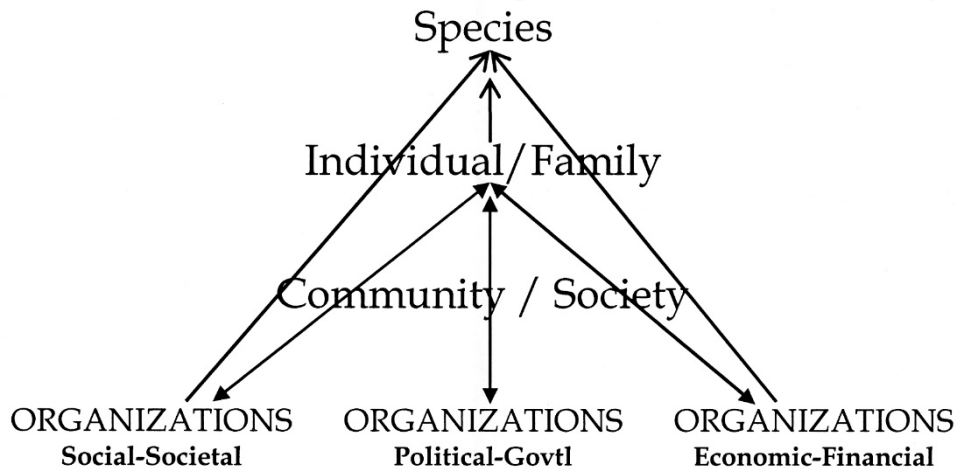 Species
Individual/Family
Community / Society
ORGANIZATIONS ORGANIZATIONS ORGANIZATIONS
Social-Societal Political-Govtl Economic-Financial